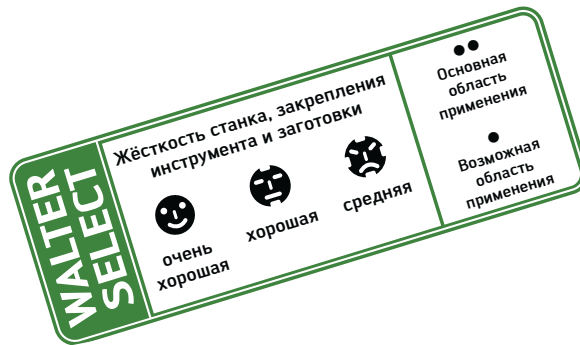 WALTER
SELECT
Жёсткость станка, закрепления
инструмента и заготовки
очень
хорошая
хорошая
средняя
Основная
область
применения
Возможная
область
применения